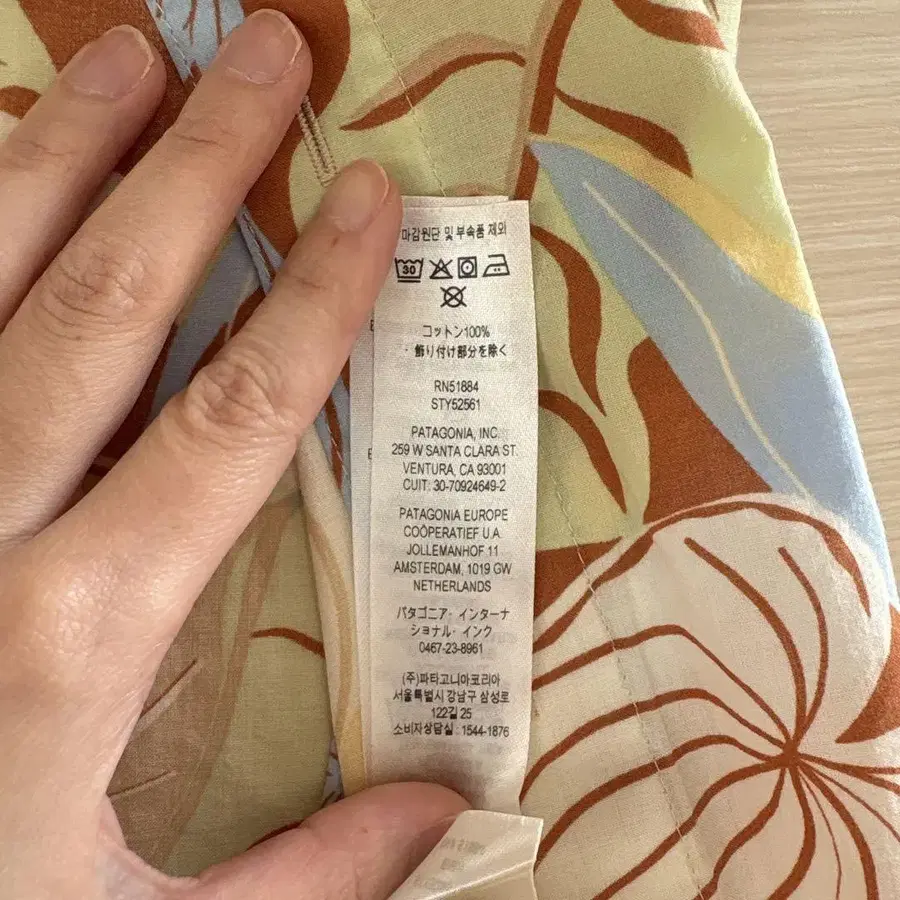 마감원단 및 부속품 제외
30
コットン100%
・飾り付け部分を除く
RN51884
STY52561
PATAGONIA, INC.
259 W SANTA CLARA ST.
VENTURA, CA 93001
CUIT: 30-70924649-2
PATAGONIA EUROPE
COÖPERATIEF U.A.
JOLLEMANHOF 11
AMSTERDAM, 1019 GW
NETHERLANDS
パタゴニア・インターナ
ショナル・インク
0467-23-8961
(주)파타고니아코리아
서울특별시 강남구 삼성로
122길 25
소비자상담실 : 1544-1876